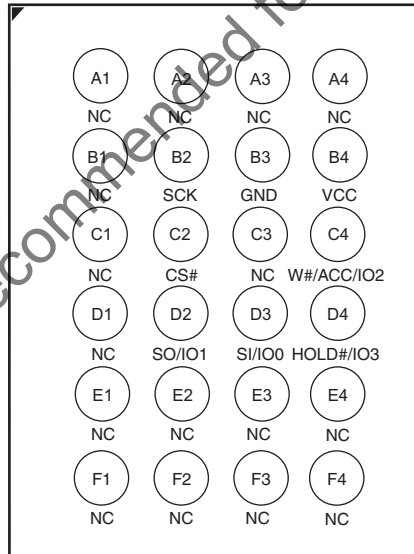 A1 A2 A3 A4
NC NC NC NC
B1 B2 B3 B4
NC SCK GND VCC
C1 C2 C3 C4
NC CS# NC W#/ACC/IO2
D1 D2 D3 D4
NC SO/IO1 SI/IO0 HOLD#/IO3
E1 E2 E3 E4
NC NC NC NC
F1 F2 F3 F4
NC NC NC NC
ecommended fo